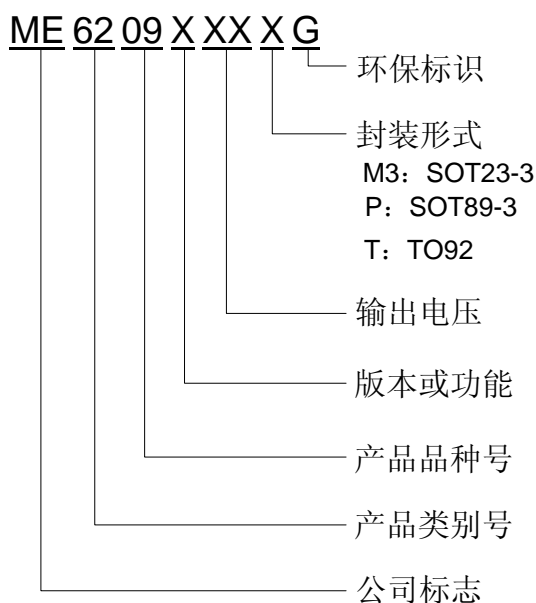 ME 62 09 X XX X G
环保标识
封装形式
M3：SOT23-3
P：SOT89-3
T：TO92
输出电压
版本或功能
产品品种号
产品类别号
公司标志